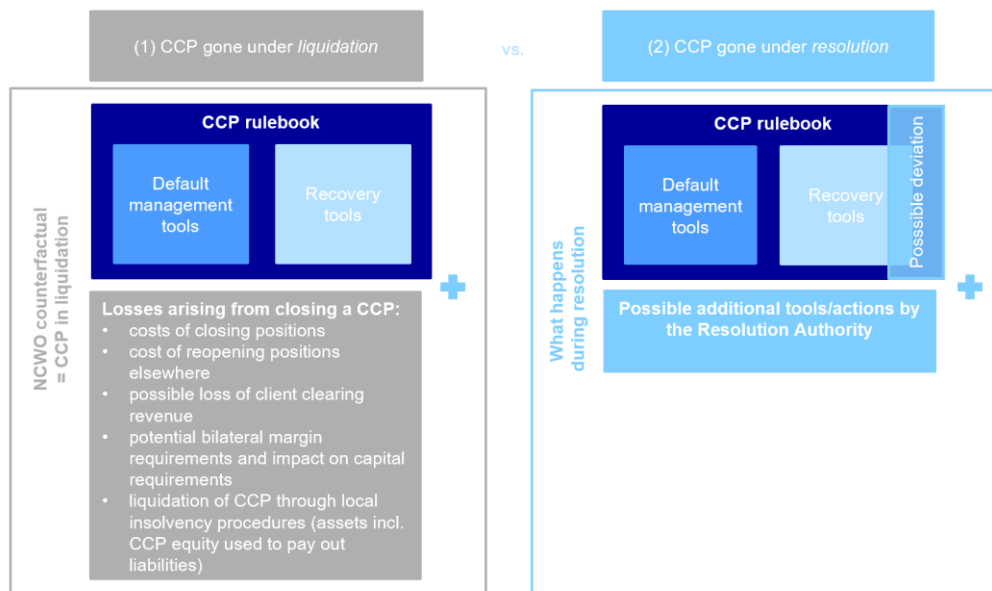 (1) CCP gone under liquidation
vs.
(2) CCP gone under resolution
NCWO counterfactual
= CCP in liquidation
CCP rulebook
Default
management
tools
Recovery
tools
Losses arising from closing a CCP:
• costs of closing positions
• cost of reopening positions
elsewhere
• possible loss of client clearing
revenue
• potential bilateral margin
requirements and impact on capital
requirements
• liquidation of CCP through local
insolvency procedures (assets incl.
CCP equity used to pay out
liabilities)
What happens
during resolution
CCP rulebook
Default
management
tools
Recovery
tools
Posssible deviation
Possible additional tools/actions by
the Resolution Authority